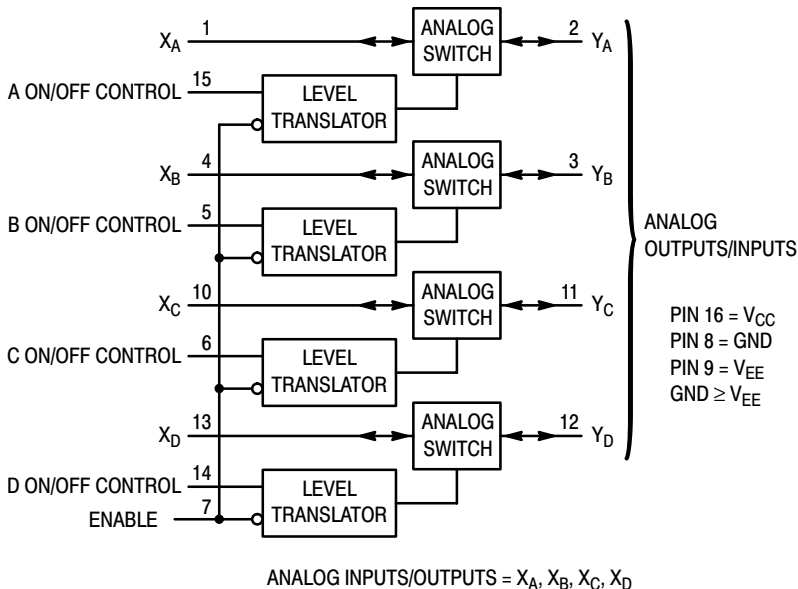 X_A 1 ANALOG SWITCH 2 Y_A
A ON/OFF CONTROL 15 LEVEL TRANSLATOR
X_B 4 ANALOG SWITCH 3 Y_B
B ON/OFF CONTROL 5 LEVEL TRANSLATOR
ANALOG OUTPUTS/INPUTS
X_C 10 ANALOG SWITCH 11 Y_C
C ON/OFF CONTROL 6 LEVEL TRANSLATOR
PIN 16 = V_CC
PIN 8 = GND
PIN 9 = V_EE
GND ≥ V_EE
X_D 13 ANALOG SWITCH 12 Y_D
D ON/OFF CONTROL 14 LEVEL TRANSLATOR
ENABLE 7
ANALOG INPUTS/OUTPUTS = X_A, X_B, X_C, X_D